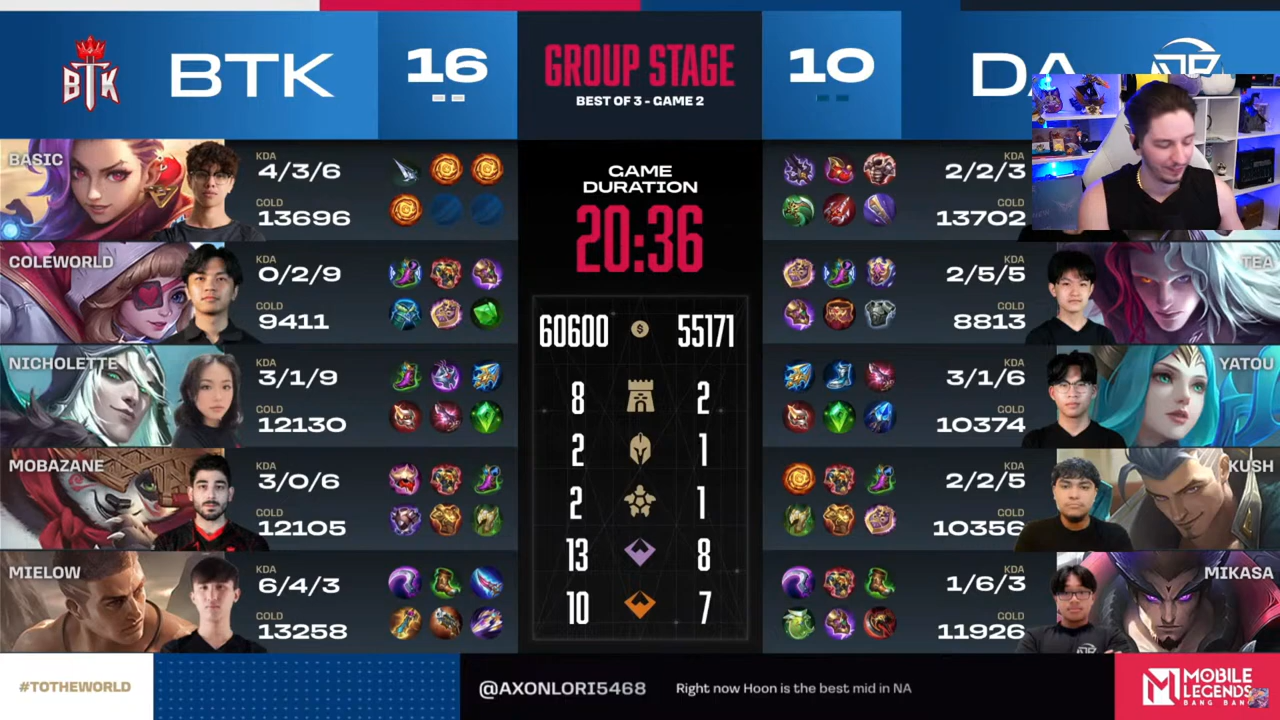 BTK
BTK
16
GROUP STAGE
BEST OF 3 - GAME 2
10
GAME
DURATION
20:36
BASIC
KDA
4/3/6
GOLD
13696
COLEWORLD
KDA
0/2/9
GOLD
9411
NICHOLETTE
KDA
3/1/9
GOLD
12130
MOBAZANE
KDA
3/0/6
GOLD
12105
MIELOW
KDA
6/4/3
GOLD
13258
60600 $ 55171
8 2
2 1
2 1
13 8
10 7
KDA
2/2/3
GOLD
13702
KDA
2/5/5
GOLD
8813
TEA
KDA
3/1/6
GOLD
10374
YATOU
KDA
2/2/5
GOLD
10356
KUSH
KDA
1/6/3
GOLD
11926
MIKASA
#TOTHEWORLD
@AXONLORI5468 Right now Hoon is the best mid in NA
MOBILE
LEGENDS
BANG BANG